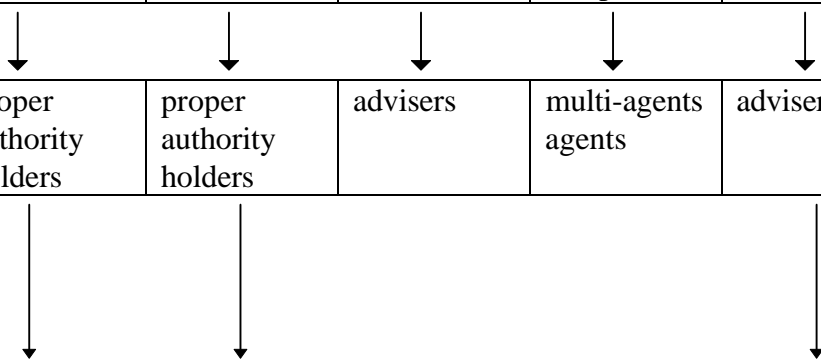 oper
thority
lders
proper
authority
holders
advisers
multi-agents
agents
adviser